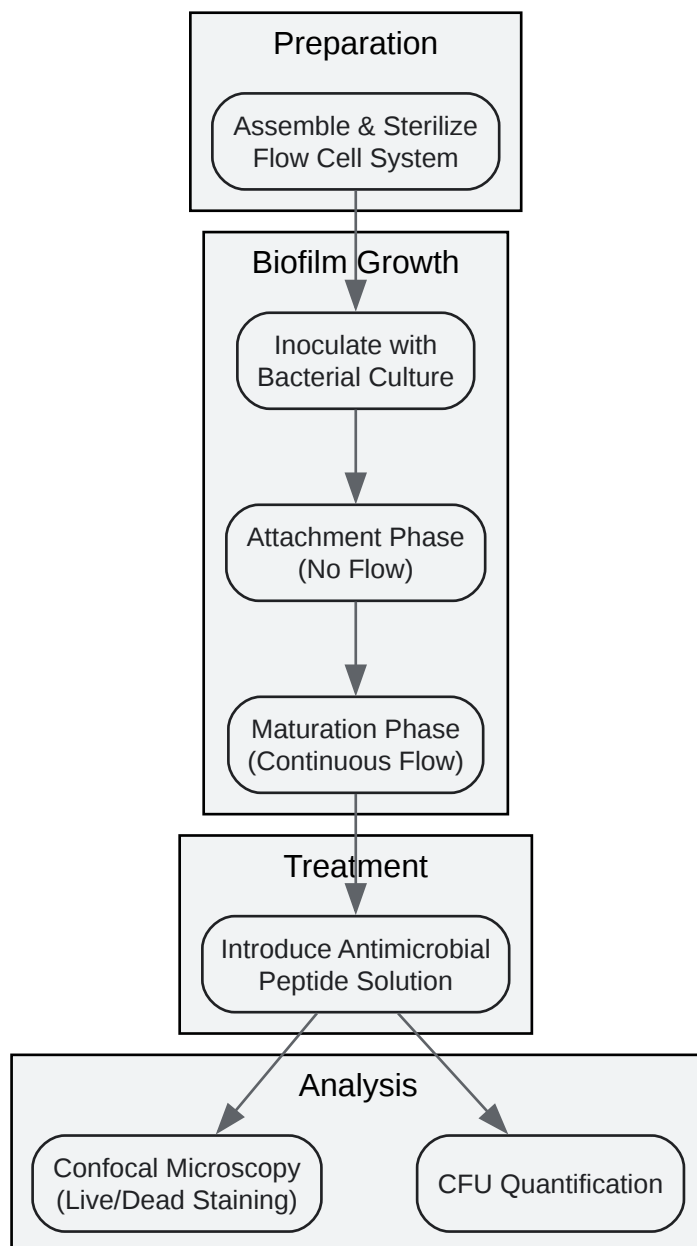 Preparation
Assemble & Sterilize
Flow Cell System
Biofilm Growth
Inoculate with
Bacterial Culture
Attachment Phase
(No Flow)
Maturation Phase
(Continuous Flow)
Treatment
Introduce Antimicrobial
Peptide Solution
Analysis
Confocal Microscopy
(Live/Dead Staining)
CFU Quantification